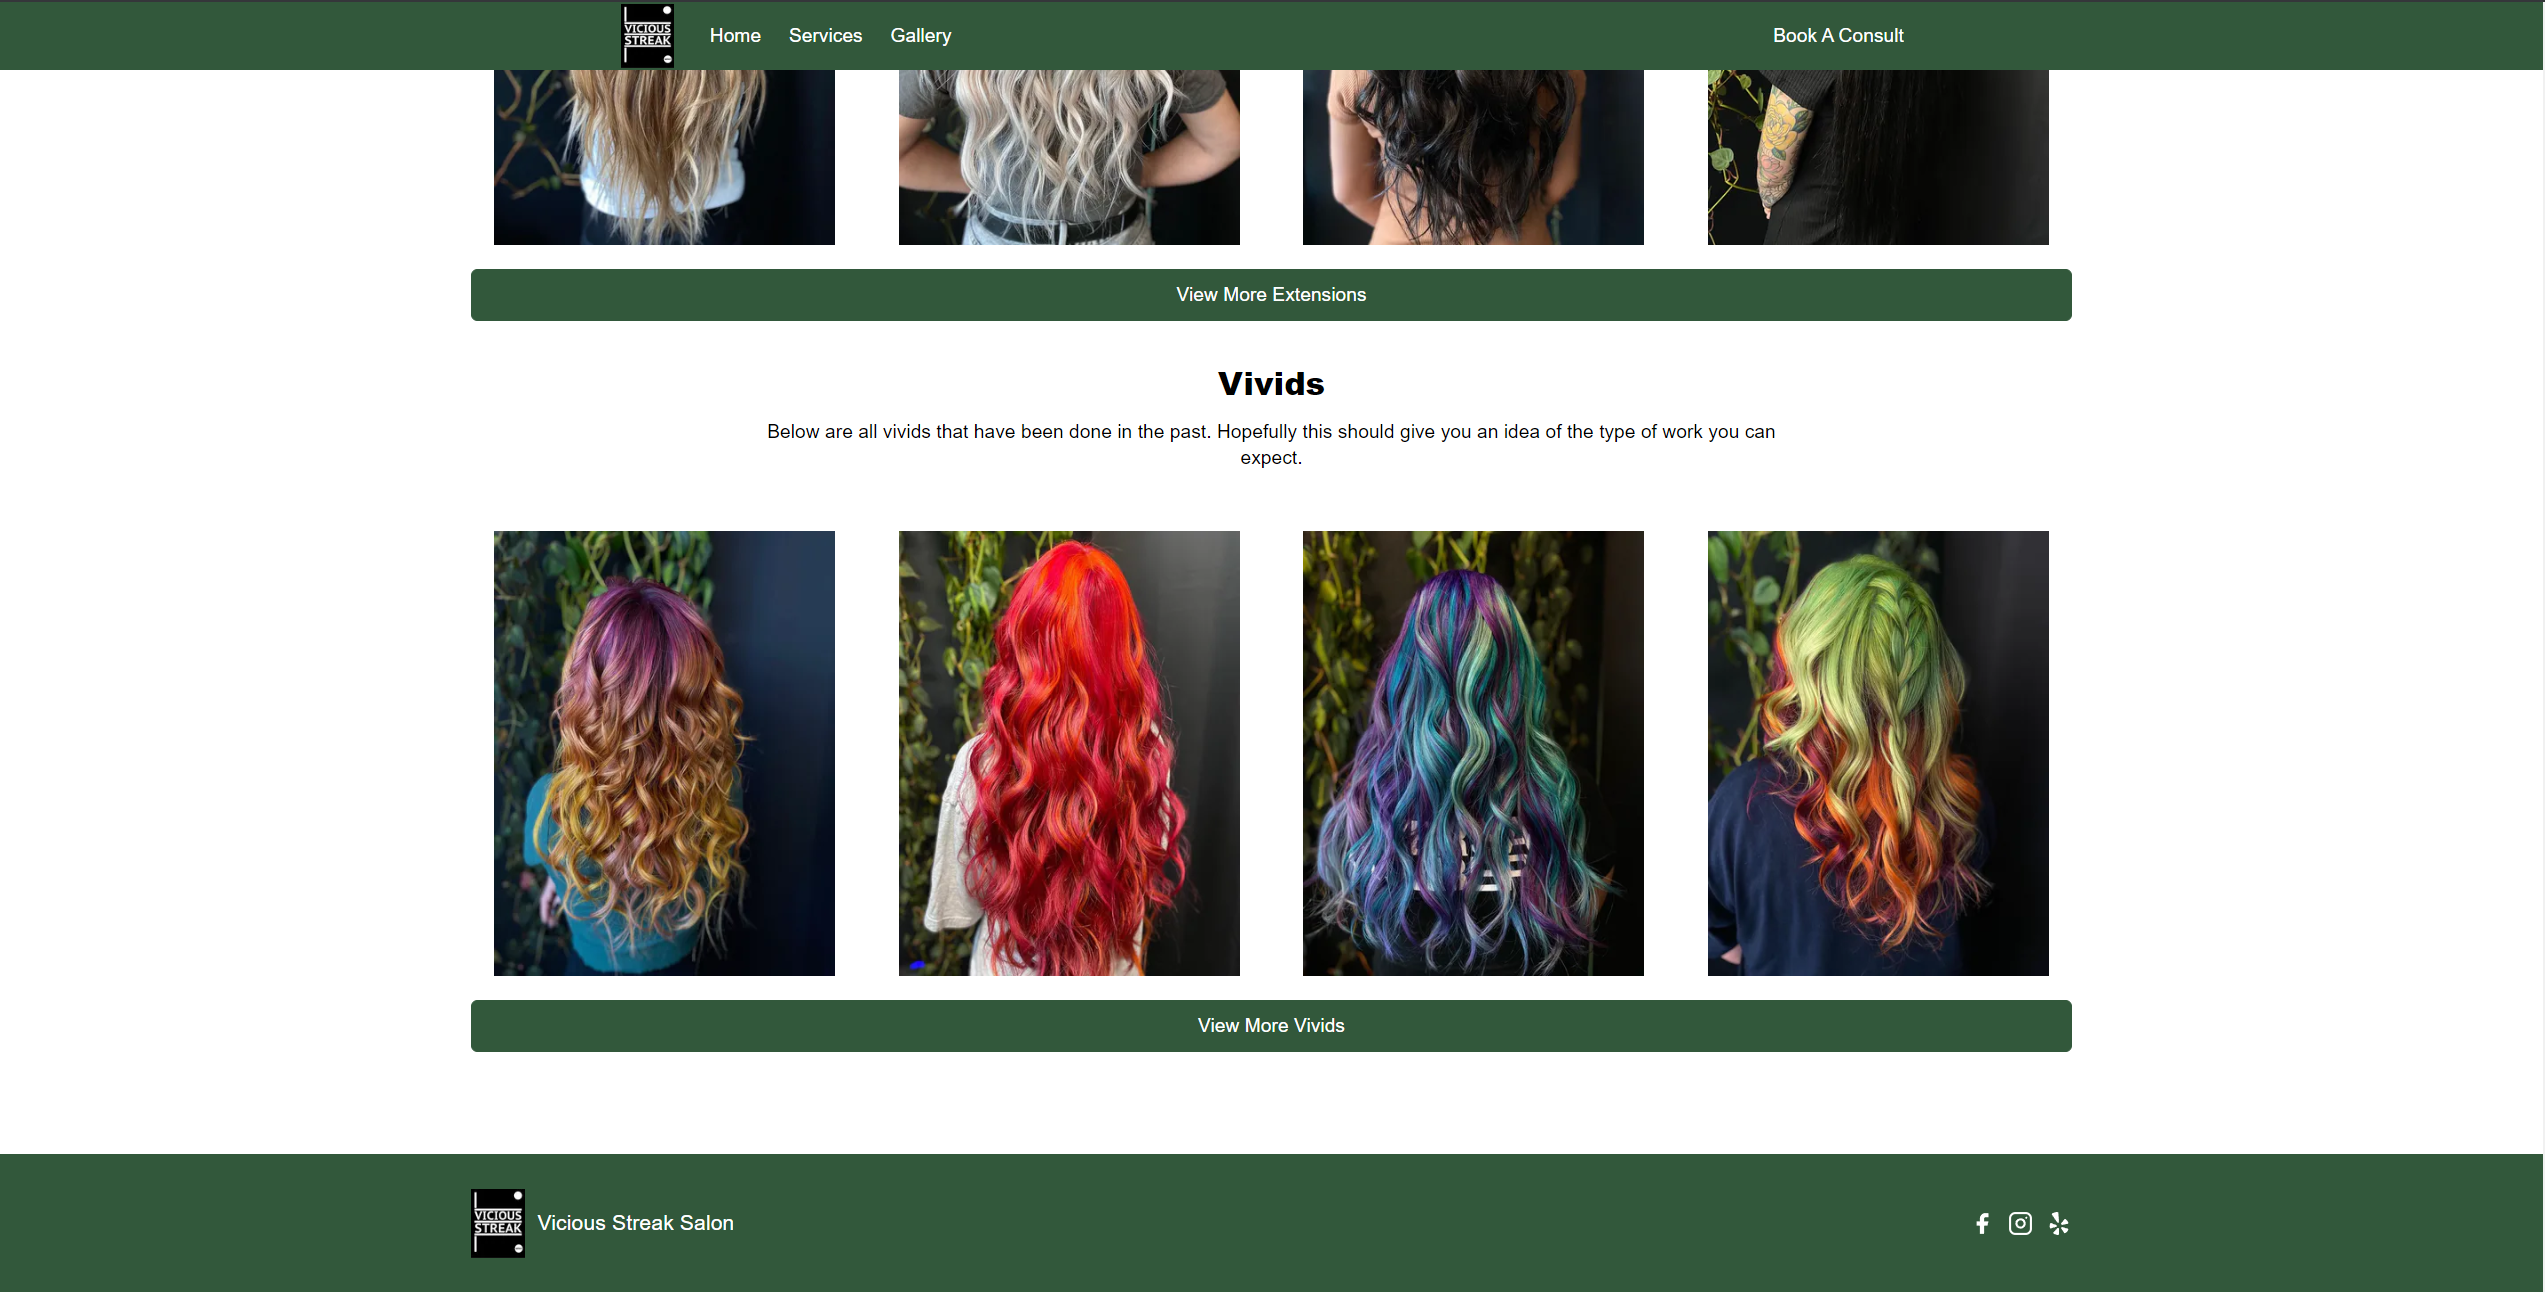 VICIOUS
STREAK
Home Services Gallery Book A Consult
View More Extensions
Vivids
Below are all vivids that have been done in the past. Hopefully this should give you an idea of the type of work you can
expect.
View More Vivids
VICIOUS
STREAK
Vicious Streak Salon